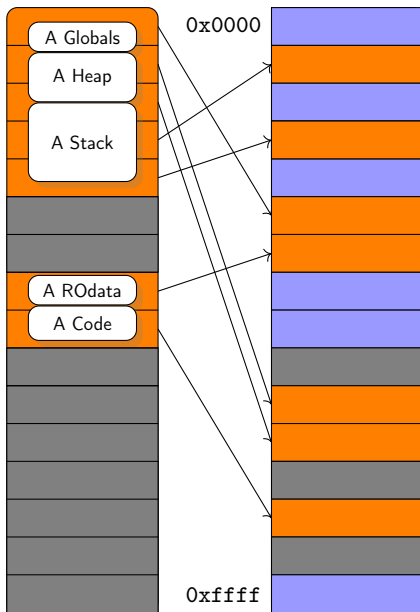 0x0000
A Globals
A Heap
A Stack
A ROdata
A Code
0xffff